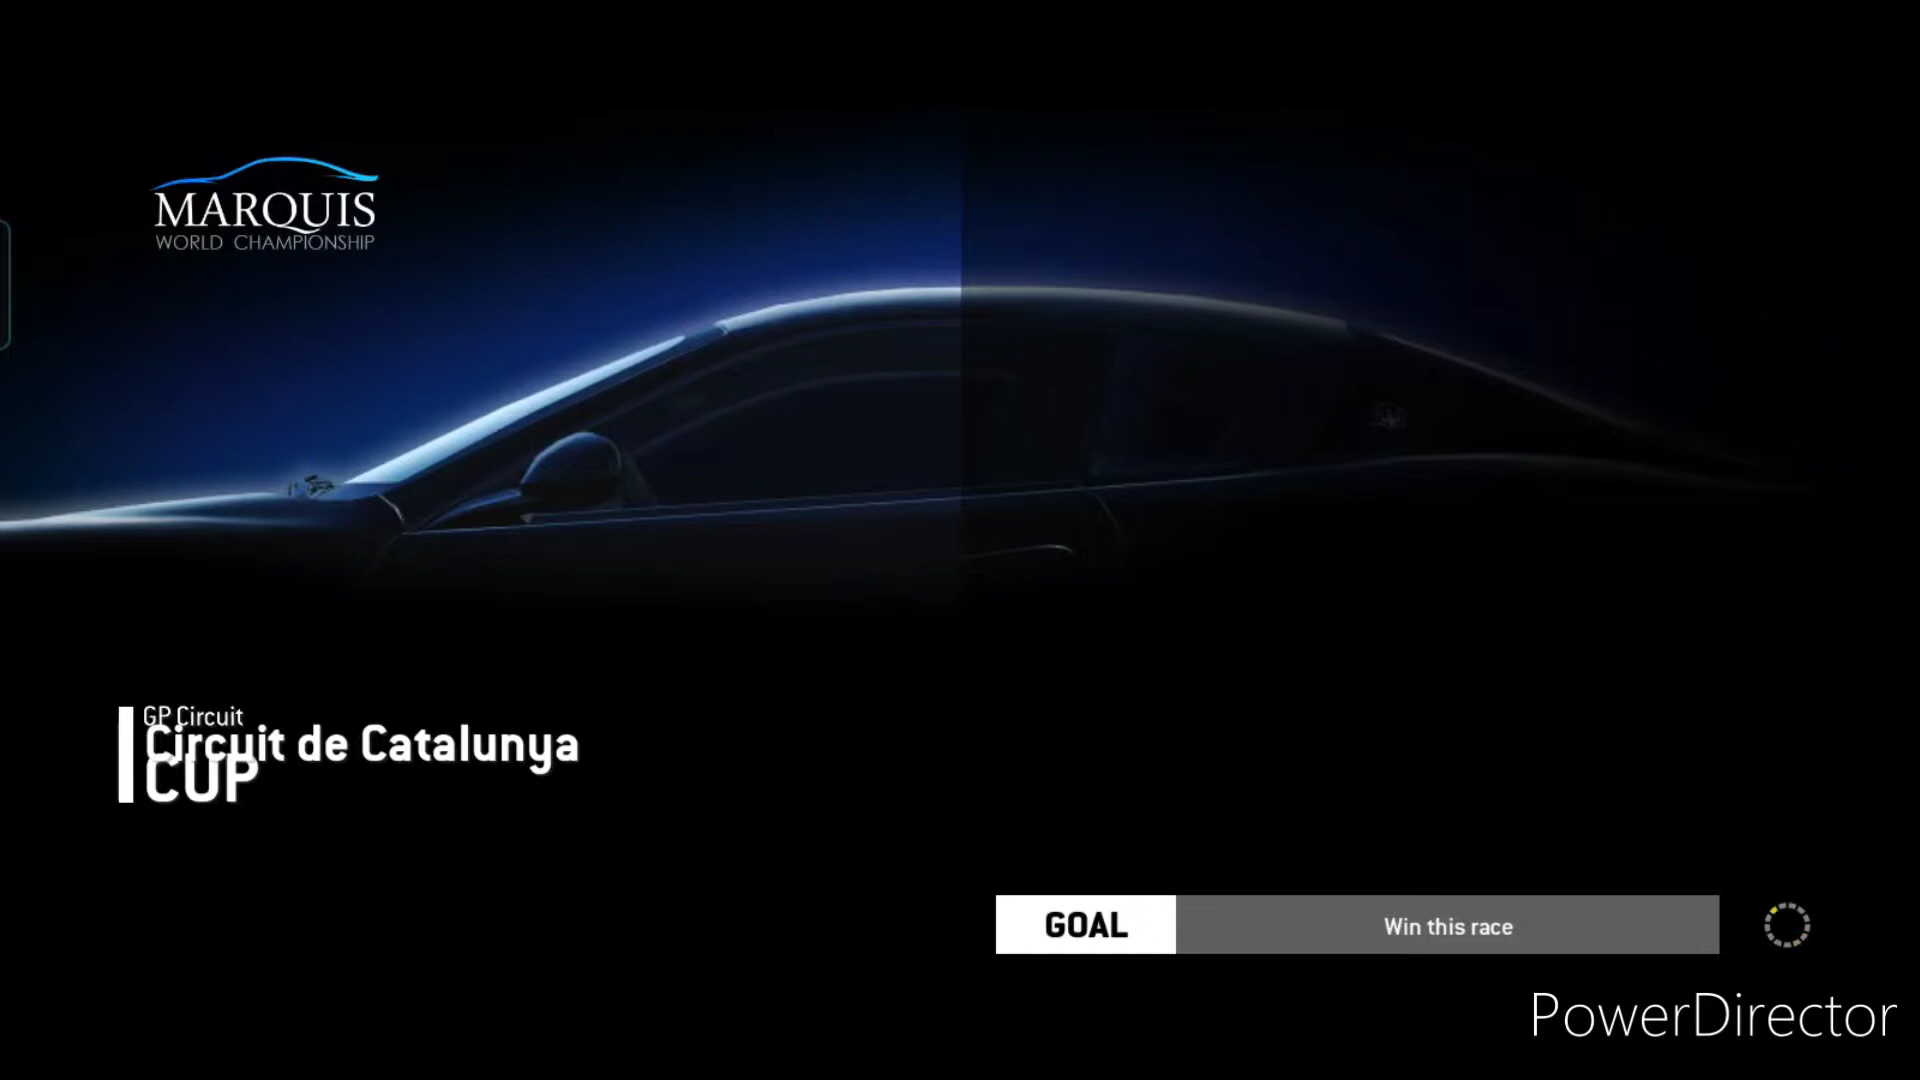 MARQUIS
WORLD CHAMPIONSHIP
GP Circuit
Circuit de Catalunya
CUP
GOAL
Win this race
PowerDirector